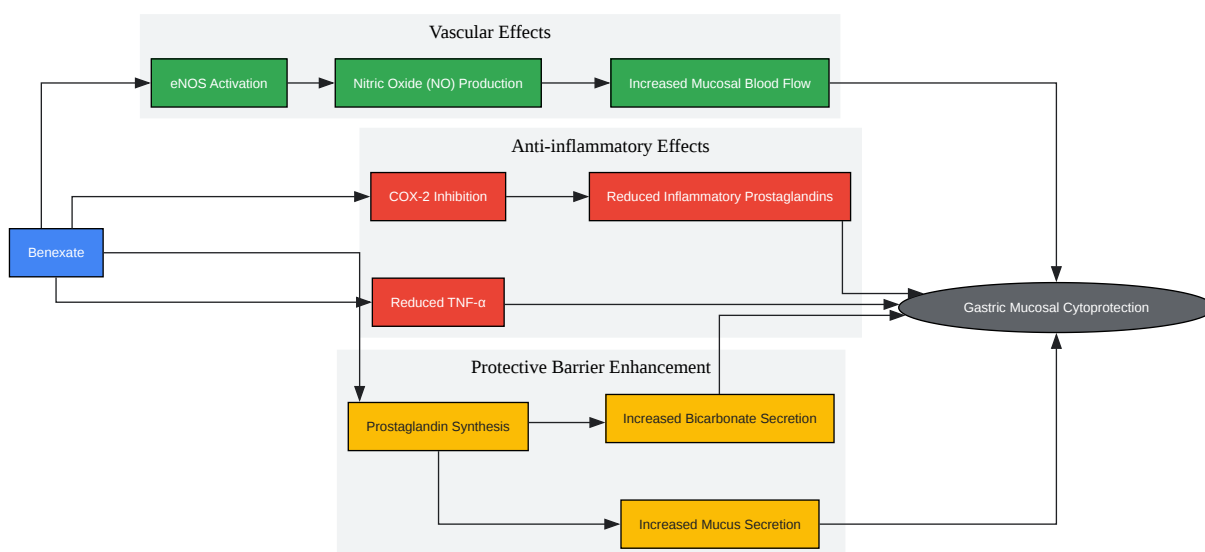 Vascular Effects
eNOS Activation
Nitric Oxide (NO) Production
Increased Mucosal Blood Flow
Anti-inflammatory Effects
COX-2 Inhibition
Reduced Inflammatory Prostaglandins
Benexate
Reduced TNF-α
Gastric Mucosal Cytoprotection
Protective Barrier Enhancement
Prostaglandin Synthesis
Increased Bicarbonate Secretion
Increased Mucus Secretion